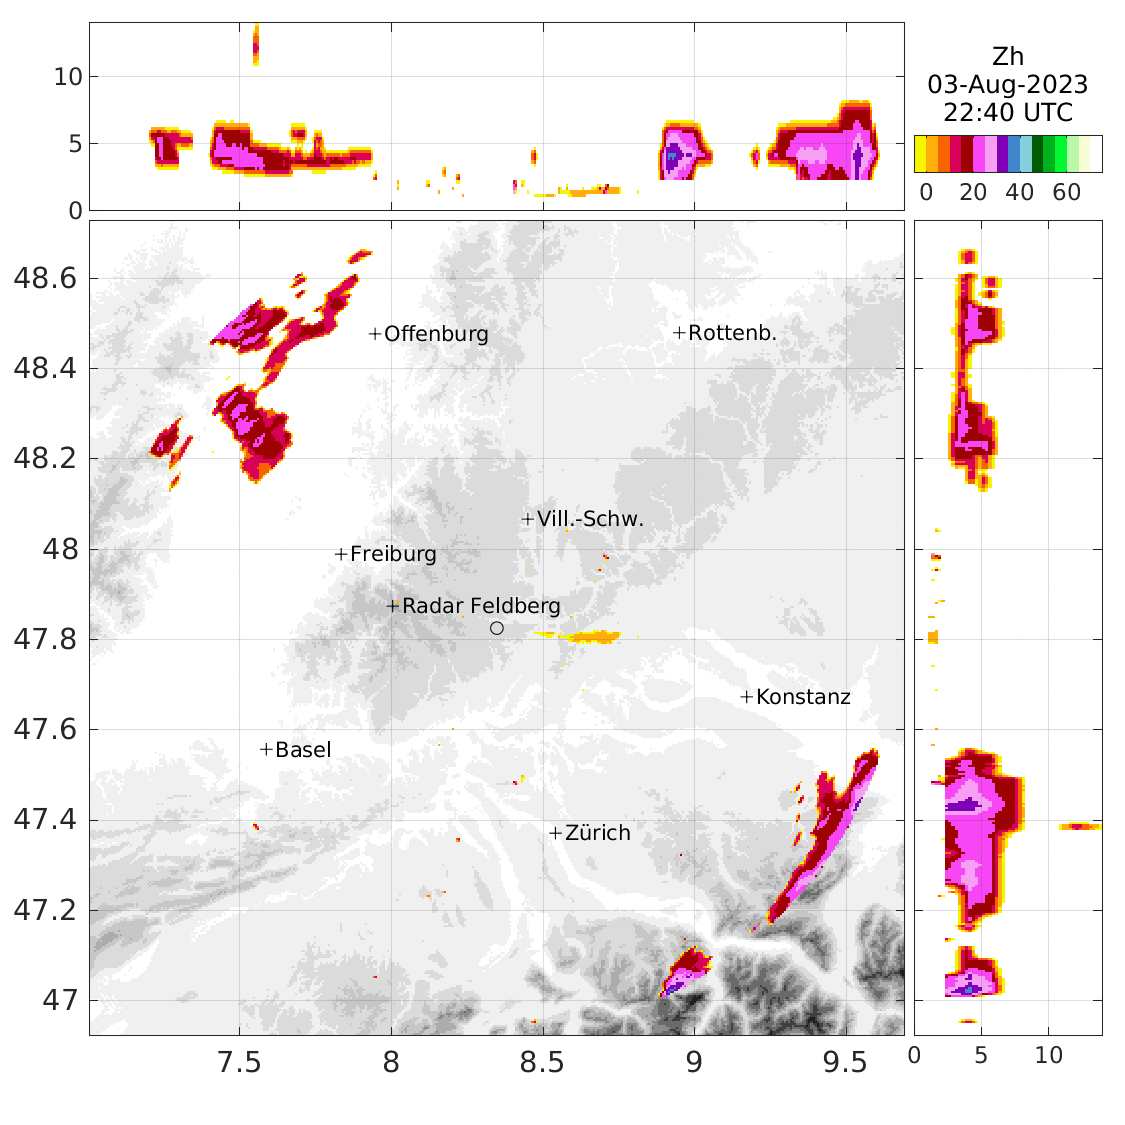 Zh
03-Aug-2023
22:40 UTC
0 20 40 60
10
5
0
48.6
48.4
48.2
48
47.8
47.6
47.4
47.2
47
Offenburg
Rottenb.
Vill.-Schw.
Freiburg
Radar Feldberg
Konstanz
Basel
Zürich
7.5 8 8.5 9 9.5
0 5 10